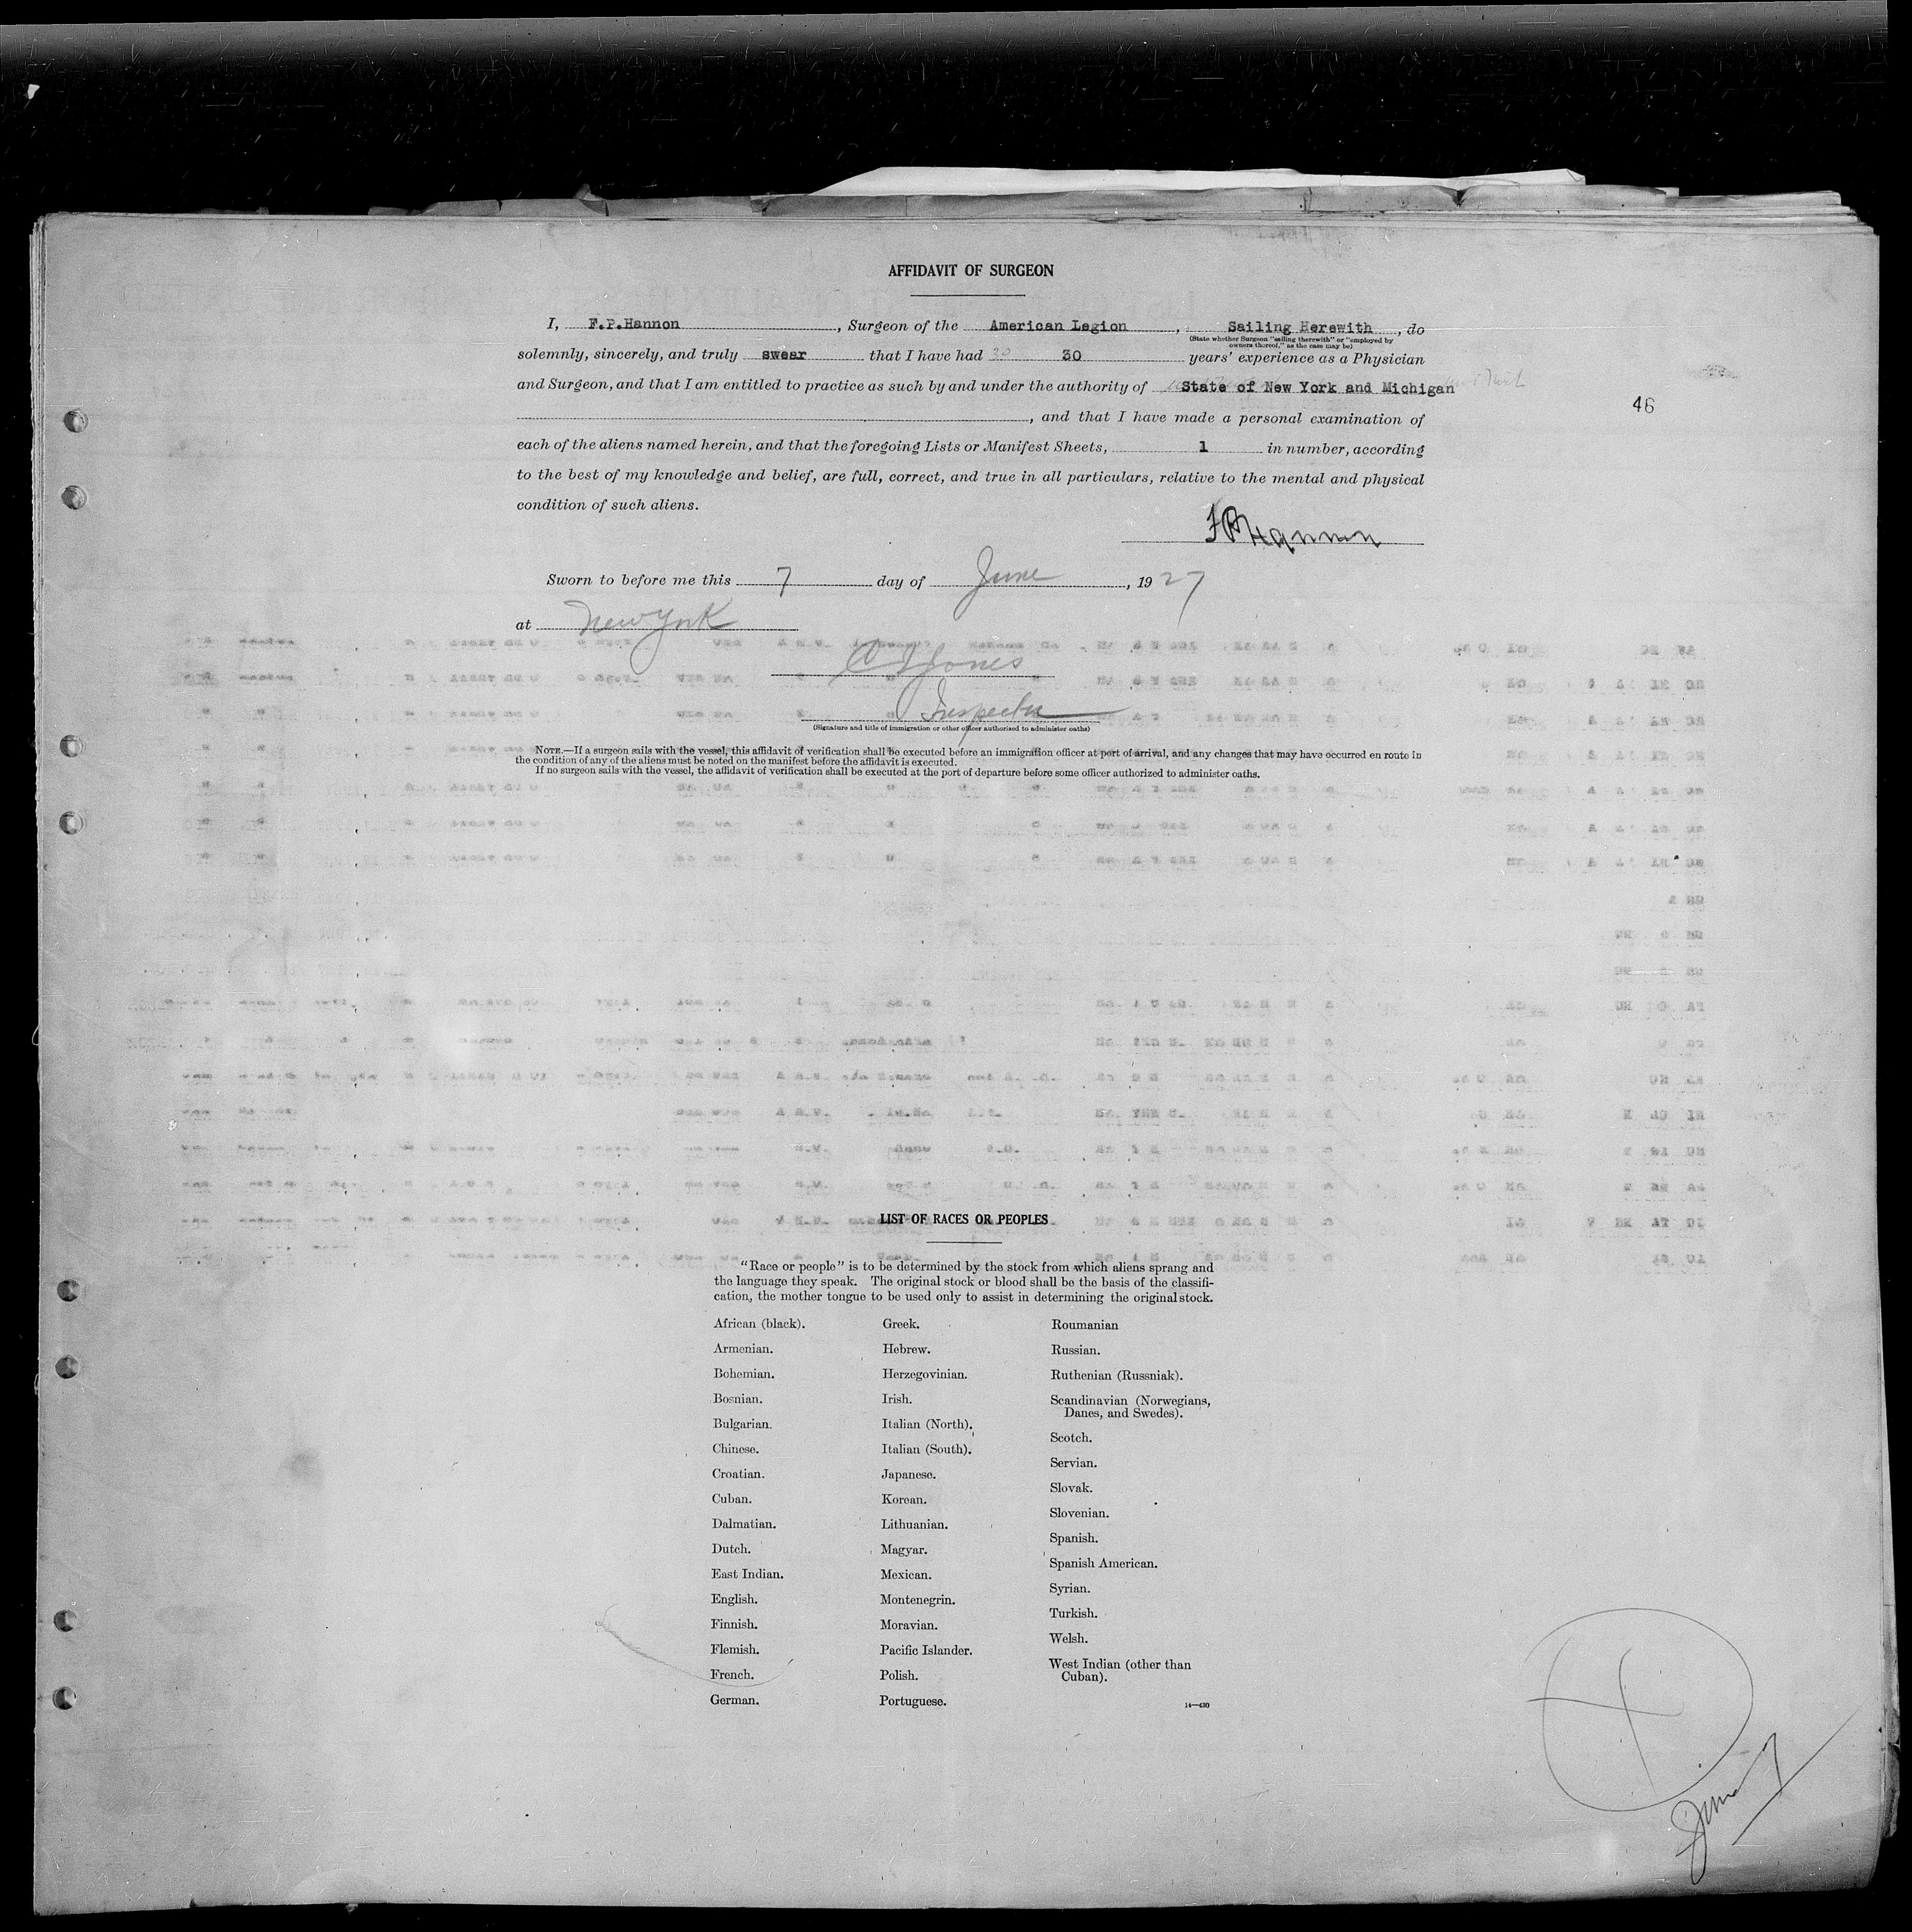 AFFIDAVIT OF SURGEON
I, F.P.Hannon, Surgeon of the American Legion, Sailing Herewith, do
(State whether Surgeon "sailing therewith" or "employed by
owners thereof," as the case may be)
solemnly, sincerely, and truly swear that I have had 30 30 years' experience as a Physician
and Surgeon, and that I am entitled to practice as such by and under the authority of State of New York and Michigan
, and that I have made a personal examination of
46
each of the aliens named herein, and that the foregoing Lists or Manifest Sheets, 1 in number, according
to the best of my knowledge and belief, are full, correct, and true in all particulars, relative to the mental and physical
condition of such aliens.
F P Hannon
Sworn to before me this 7 day of June, 1927
at New York
Jones
Inspector
(Signature and title of immigration or other officer authorized to administer oaths)
NOTE.—If a surgeon sails with the vessel, this affidavit of verification shall be executed before an immigration officer at port of arrival, and any changes that may have occurred en route in
the condition of any of the aliens must be noted on the manifest before the affidavit is executed.
If no surgeon sails with the vessel, the affidavit of verification shall be executed at the port of departure before some officer authorized to administer oaths.
LIST OF RACES OR PEOPLES
"Race or people" is to be determined by the stock from which aliens sprang and
the language they speak. The original stock or blood shall be the basis of the classifi-
cation, the mother tongue to be used only to assist in determining the original stock.
African (black).
Armenian.
Bohemian.
Bosnian.
Bulgarian.
Chinese.
Croatian.
Cuban.
Dalmatian.
Dutch.
East Indian.
English.
Finnish.
Flemish.
French.
German.
Greek.
Hebrew.
Herzegovinian.
Irish.
Italian (North).
Italian (South).
Japanese.
Korean.
Lithuanian.
Magyar.
Mexican.
Montenegrin.
Moravian.
Pacific Islander.
Polish.
Portuguese.
Roumanian
Russian.
Ruthenian (Russniak).
Scandinavian (Norwegians,
Danes, and Swedes).
Scotch.
Servian.
Slovak.
Slovenian.
Spanish.
Spanish American.
Syrian.
Turkish.
Welsh.
West Indian (other than
Cuban).
14—430
June 7